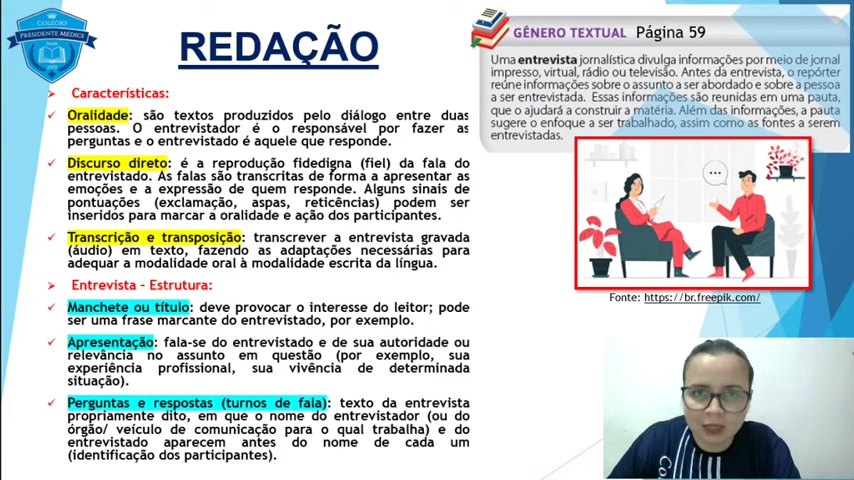 COLÉGIO
PRESIDENTE MÉDICI
REDAÇÃO
Características:
Oralidade: são textos produzidos pelo diálogo entre duas
pessoas. O entrevistador é o responsável por fazer as
perguntas e o entrevistado é aquele que responde.
Discurso direto: é a reprodução fidedigna (fiel) da fala do
entrevistado. As falas são transcritas de forma a apresentar as
emoções e a expressão de quem responde. Alguns sinais de
pontuações (exclamação, aspas, reticências) podem ser
inseridos para marcar a oralidade e ação dos participantes.
Transcrição e transposição: transcrever a entrevista gravada
(áudio) em texto, fazendo as adaptações necessárias para
adequar a modalidade oral à modalidade escrita da língua.
Entrevista – Estrutura:
Manchete ou título: deve provocar o interesse do leitor; pode
ser uma frase marcante do entrevistado, por exemplo.
Apresentação: fala-se do entrevistado e de sua autoridade ou
relevância no assunto em questão (por exemplo, sua
experiência profissional, sua vivência de determinada
situação).
Perguntas e respostas (turnos de fala): texto da entrevista
propriamente dito, em que o nome do entrevistador (ou do
órgão/ veículo de comunicação para o qual trabalha) e do
entrevistado aparecem antes do nome de cada um
(identificação dos participantes).
GÊNERO TEXTUAL Página 59
Uma entrevista jornalística divulga informações por meio de jornal
impresso, virtual, rádio ou televisão. Antes da entrevista, o repórter
reúne informações sobre o assunto a ser abordado e sobre a pessoa
a ser entrevistada. Essas informações são reunidas em uma pauta,
que o ajudará a construir a matéria. Além das informações, a pauta
sugere o enfoque a ser trabalhado, assim como as fontes a serem
entrevistadas.
Fonte: https://br.freepik.com/